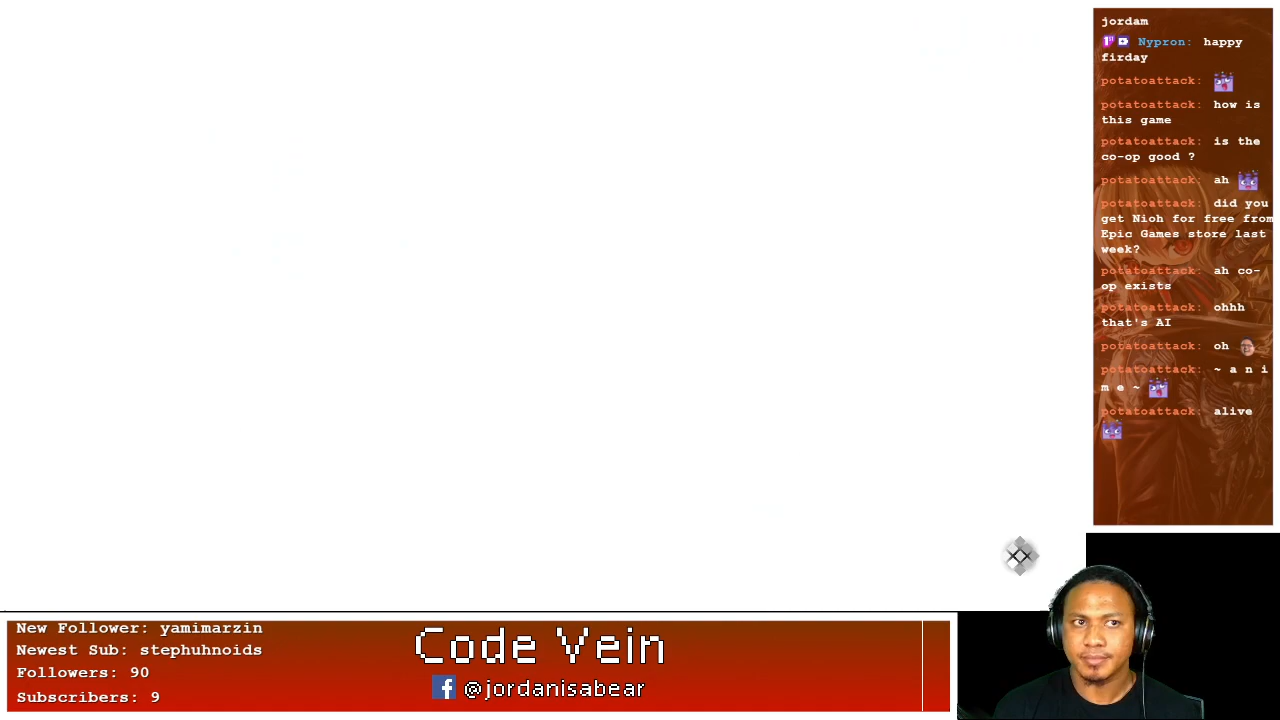 jordam
Nypron: happy
firday
potatoattack:
potatoattack: how is
this game
potatoattack: is the
co-op good ?
potatoattack: ah
potatoattack: did you
get Nioh for free from
Epic Games store last
week?
potatoattack: ah co-
op exists
potatoattack: ohhh
that's AI
potatoattack: oh
potatoattack: ~ a n i
m e ~
potatoattack: alive
New Follower: yamimarzin
Newest Sub: stephuhnoids
Followers: 90
Subscribers: 9
Code Vein
@jordanisabear